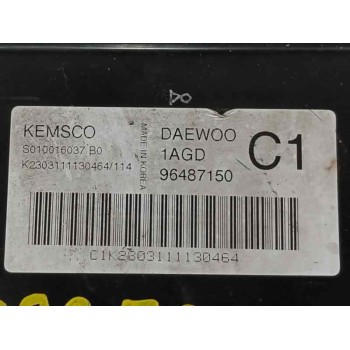 KEMSCO
S010016037 B0
K2303111130464/114
MADE IN KOREA
DAEWOO
1AGD
96487150
C1
C1K2303111130464